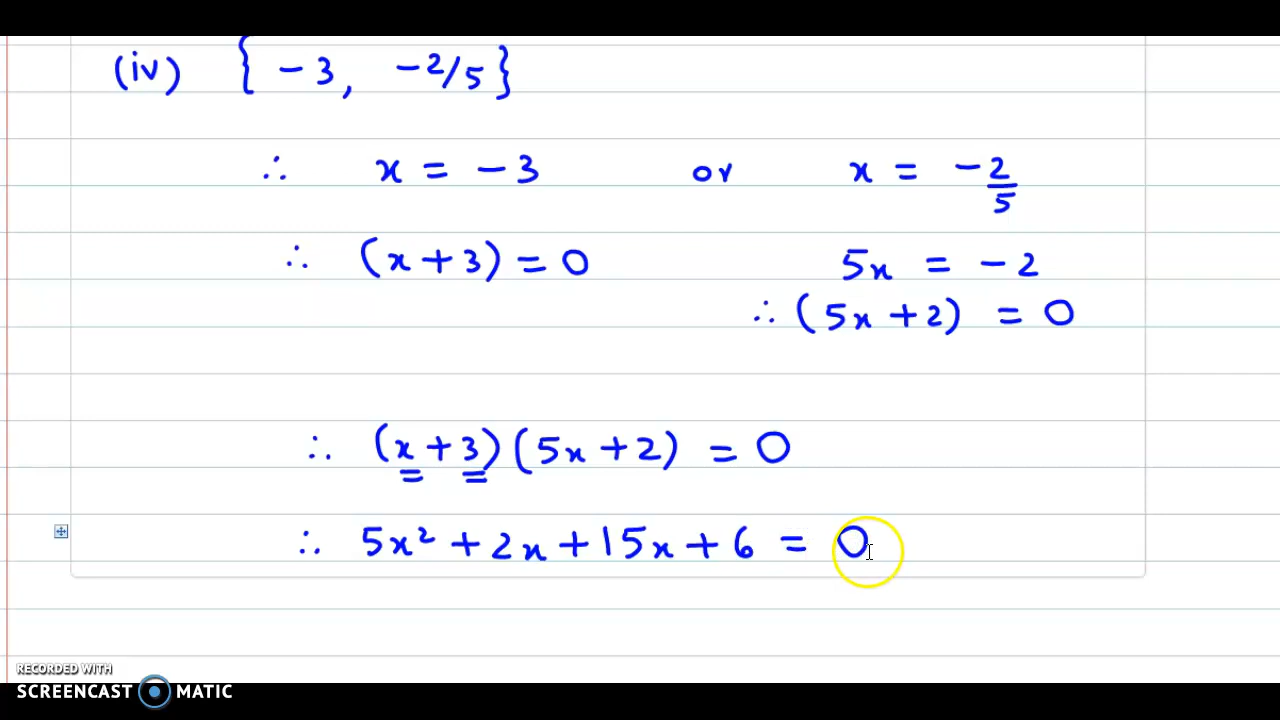 (iv) { -3, -2/5}
∴ x = -3 or x = -2/5
∴ (x + 3) = 0 5x = -2
∴ (5x + 2) = 0
∴ (x + 3)(5x + 2) = 0
∴ 5x² + 2x + 15x + 6 = 0
RECORDED WITH
SCREENCAST MATIC